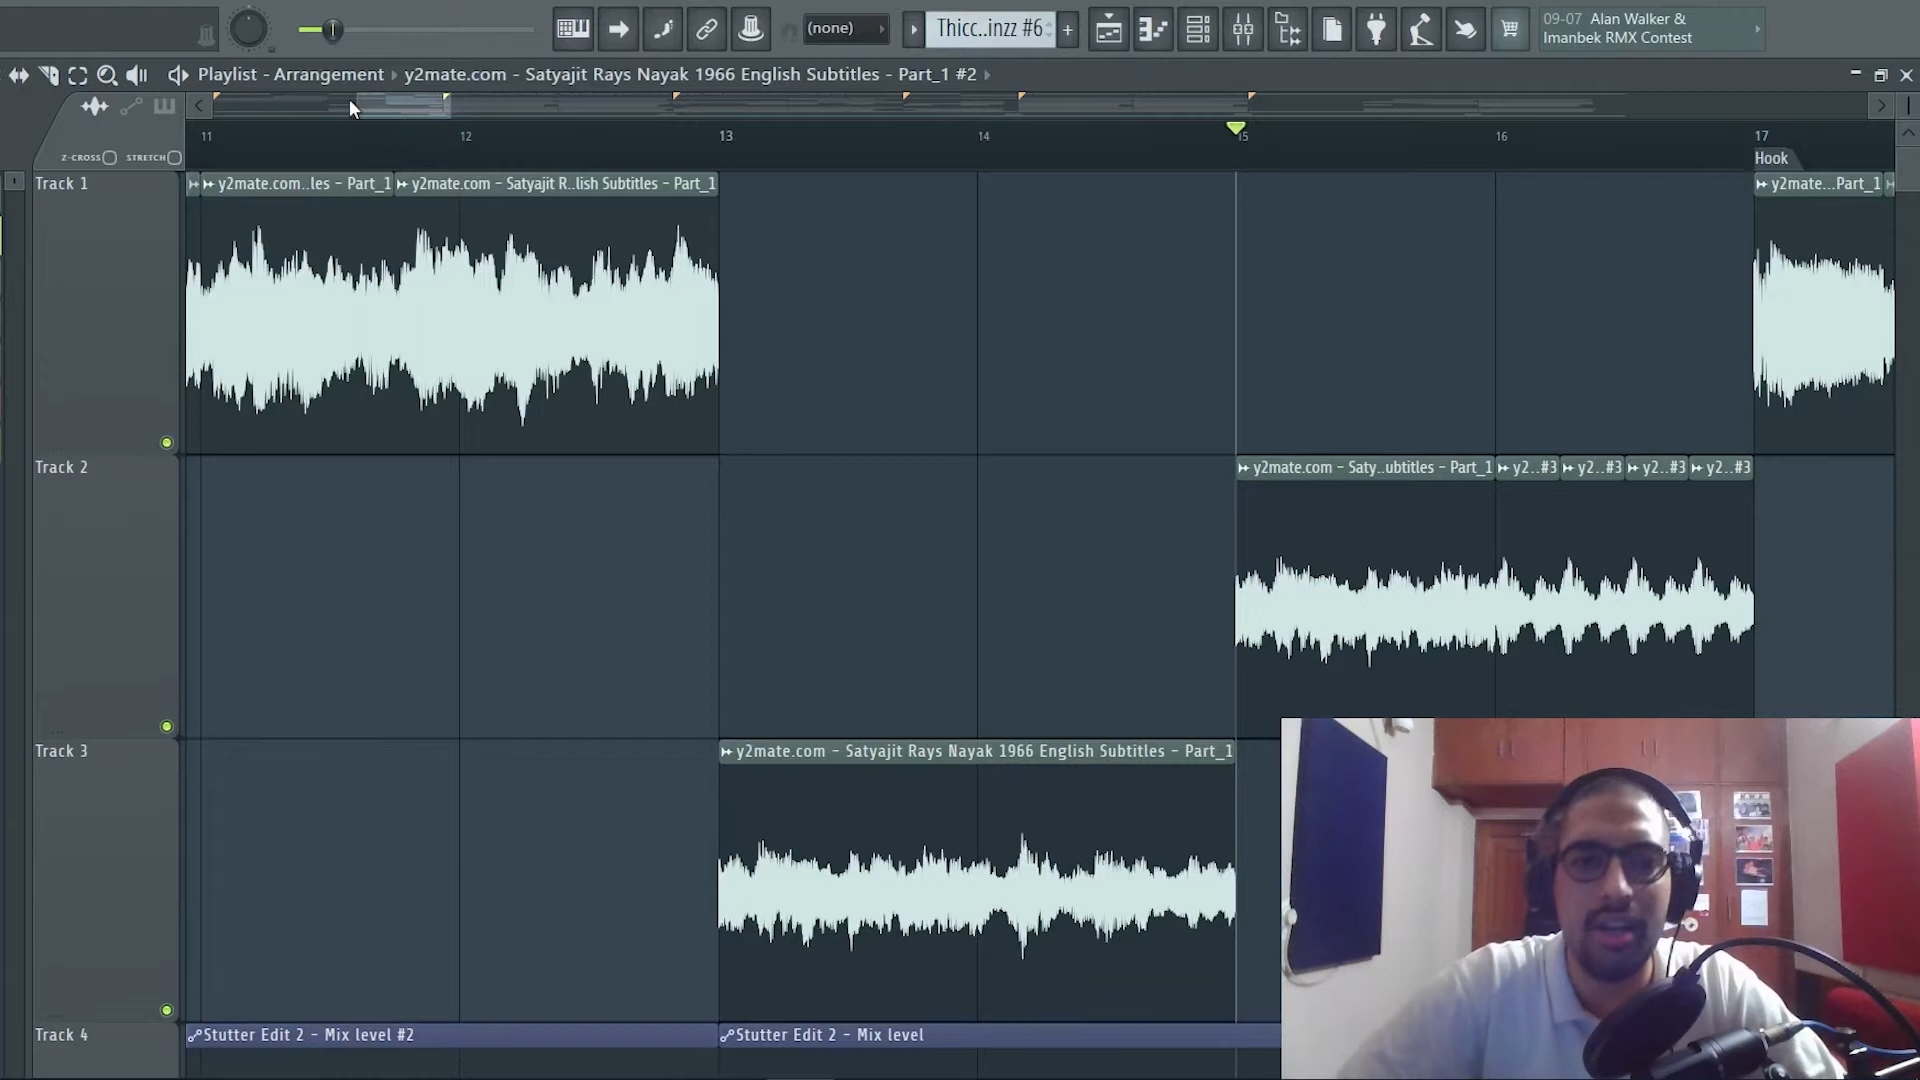 (none)
Thicc..inzz #6
09-07 Alan Walker &
Imanbek RMX Contest
Playlist - Arrangement y2mate.com - Satyajit Rays Nayak 1966 English Subtitles - Part_1 #2
11 12 13 14 15 16 17
Z-CROSS STRETCH
Hook
Track 1
y2mate.com..les - Part_1
y2mate.com - Satyajit R..lish Subtitles - Part_1
y2mate...Part_1
Track 2
y2mate.com - Saty..ubtitles - Part_1
y2..#3
y2..#3
y2..#3
y2..#3
Track 3
y2mate.com - Satyajit Rays Nayak 1966 English Subtitles - Part_1
Track 4
Stutter Edit 2 - Mix level #2
Stutter Edit 2 - Mix level